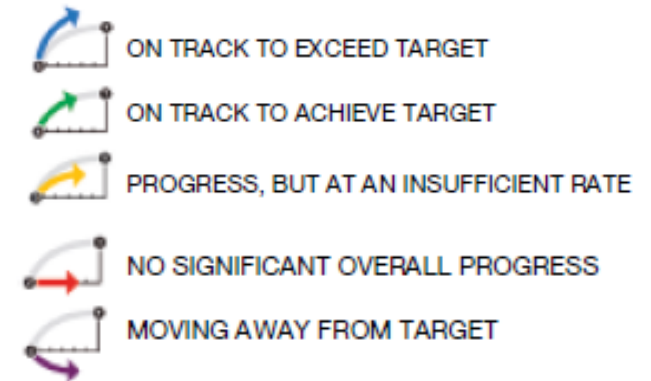 ON TRACK TO EXCEED TARGET
ON TRACK TO ACHIEVE TARGET
PROGRESS, BUT AT AN INSUFFICIENT RATE
NO SIGNIFICANT OVERALL PROGRESS
MOVING AWAY FROM TARGET